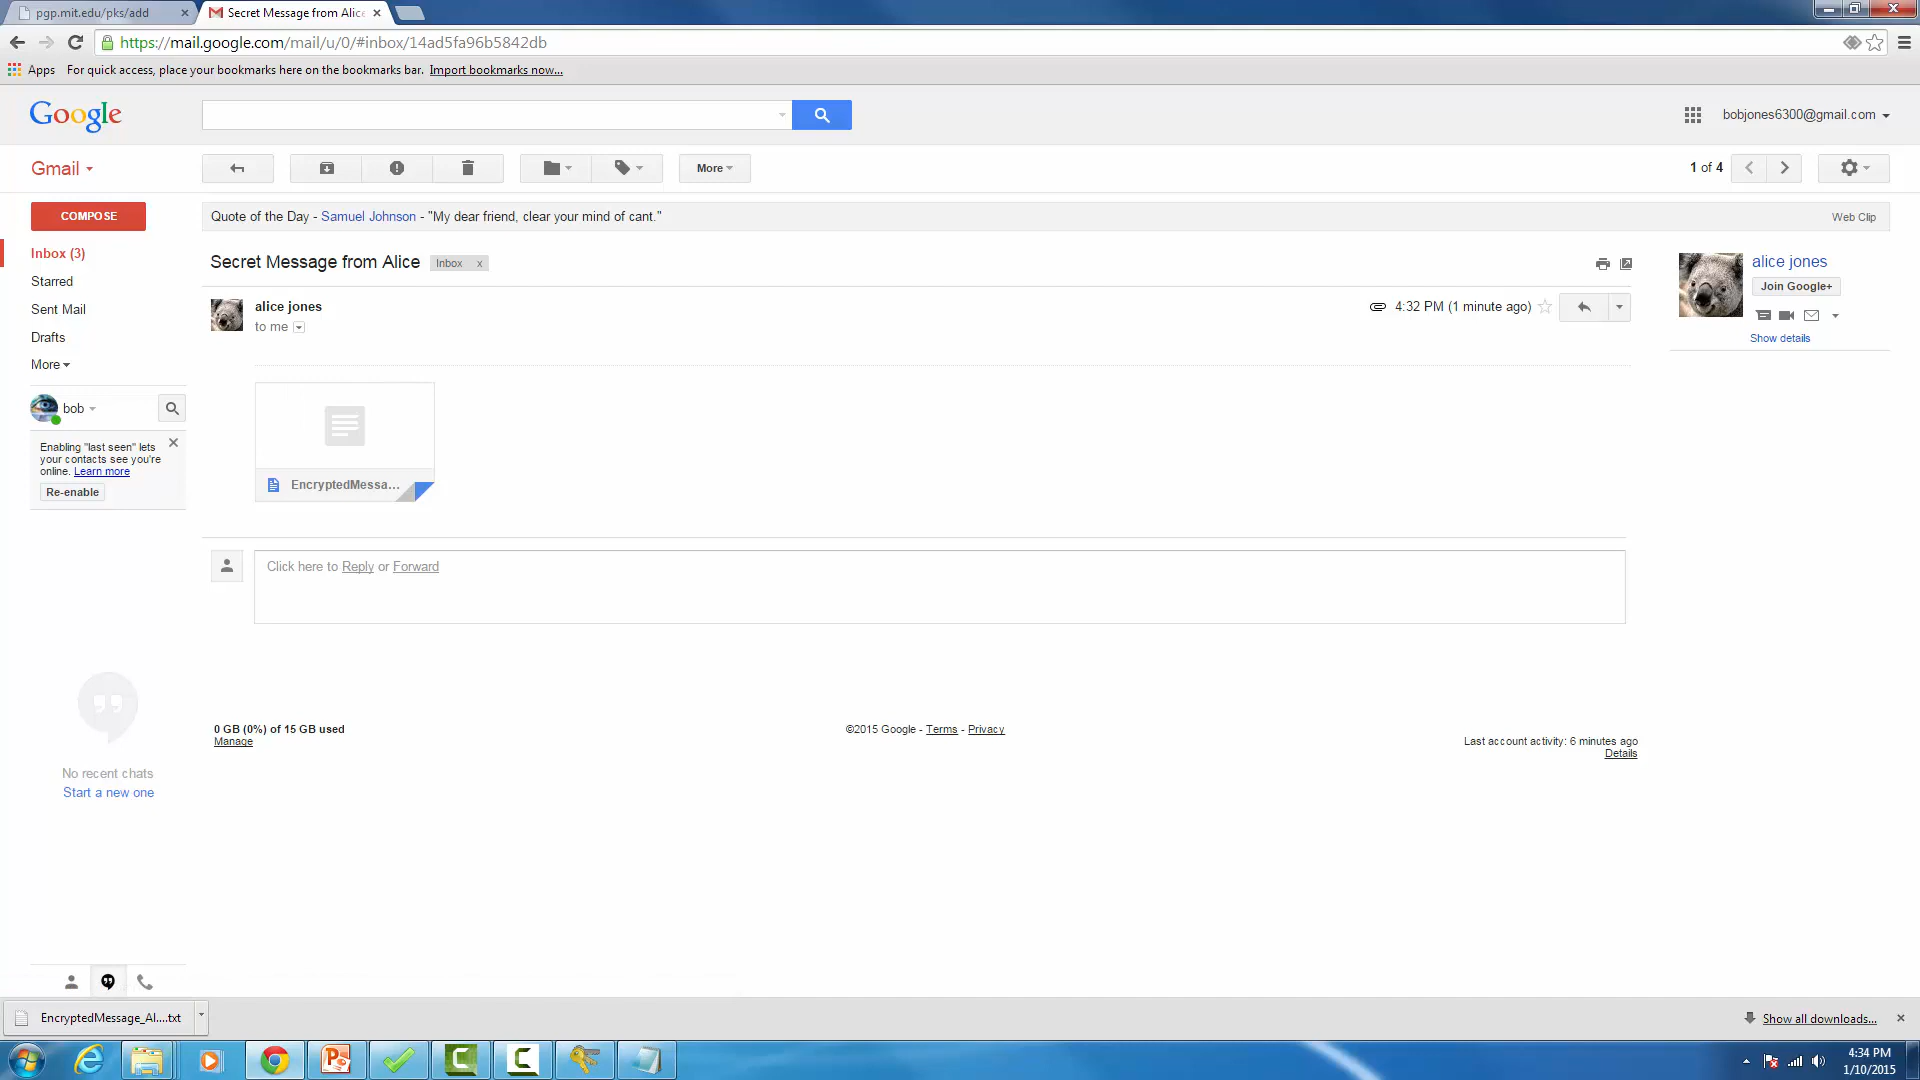 pgp.mit.edu/pks/add
Secret Message from Alice
https://mail.google.com/mail/u/0/#inbox/14ad5fa96b5842db
Apps
For quick access, place your bookmarks here on the bookmarks bar. Import bookmarks now...
Google
bobjones6300@gmail.com
Gmail
More
1 of 4
COMPOSE
Quote of the Day - Samuel Johnson - "My dear friend, clear your mind of cant."
Web Clip
Inbox (3)
Starred
Sent Mail
Drafts
More
Secret Message from Alice
Inbox x
alice jones
to me
4:32 PM (1 minute ago)
alice jones
Join Google+
Show details
bob
Enabling "last seen" lets
your contacts see you're
online. Learn more
Re-enable
EncryptedMessa...
Click here to Reply or Forward
0 GB (0%) of 15 GB used
Manage
©2015 Google - Terms - Privacy
Last account activity: 6 minutes ago
Details
No recent chats
Start a new one
EncryptedMessage_Al....txt
Show all downloads...
4:34 PM
1/10/2015